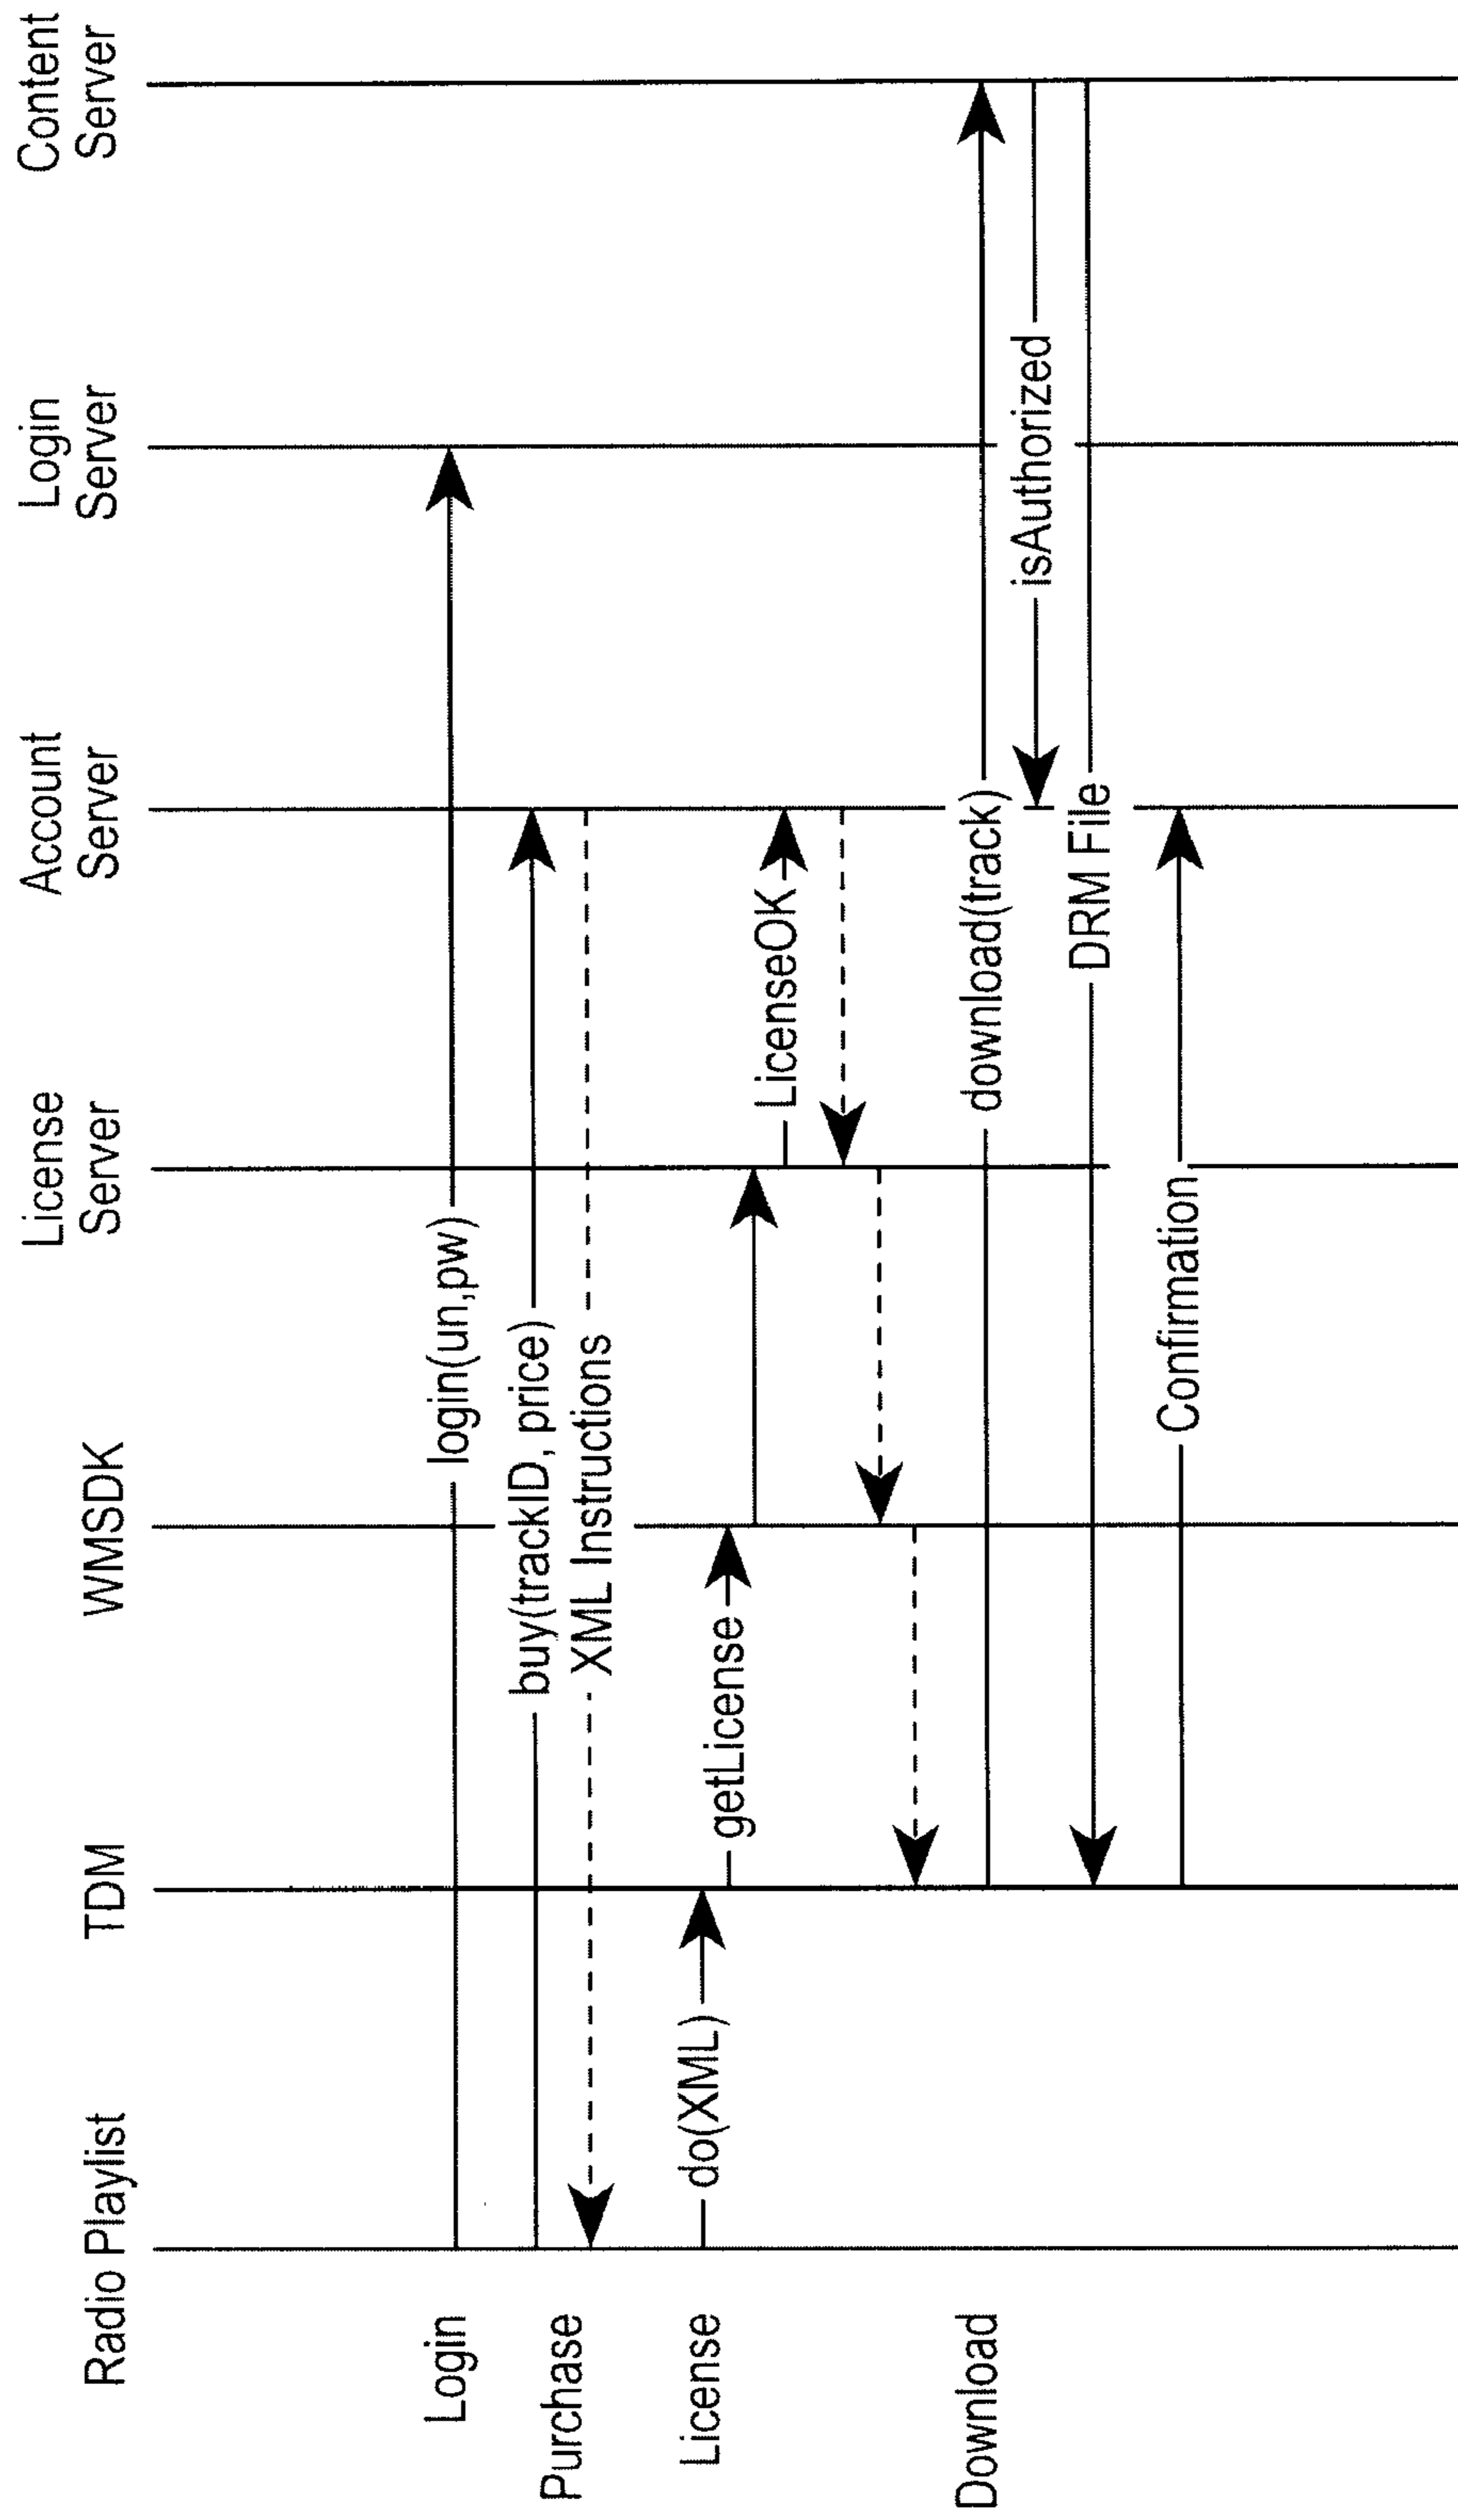 Radio Playlist
TDM
WMSDK
License
Server
Account
Server
Login
Server
Content
Server
Login
login(un,pw)
Purchase
buy(trackID, price)
XML Instructions
License
do(XML)
getLicense
LicenseOK
Download
download(track)
isAuthorized
DRM File
Confirmation